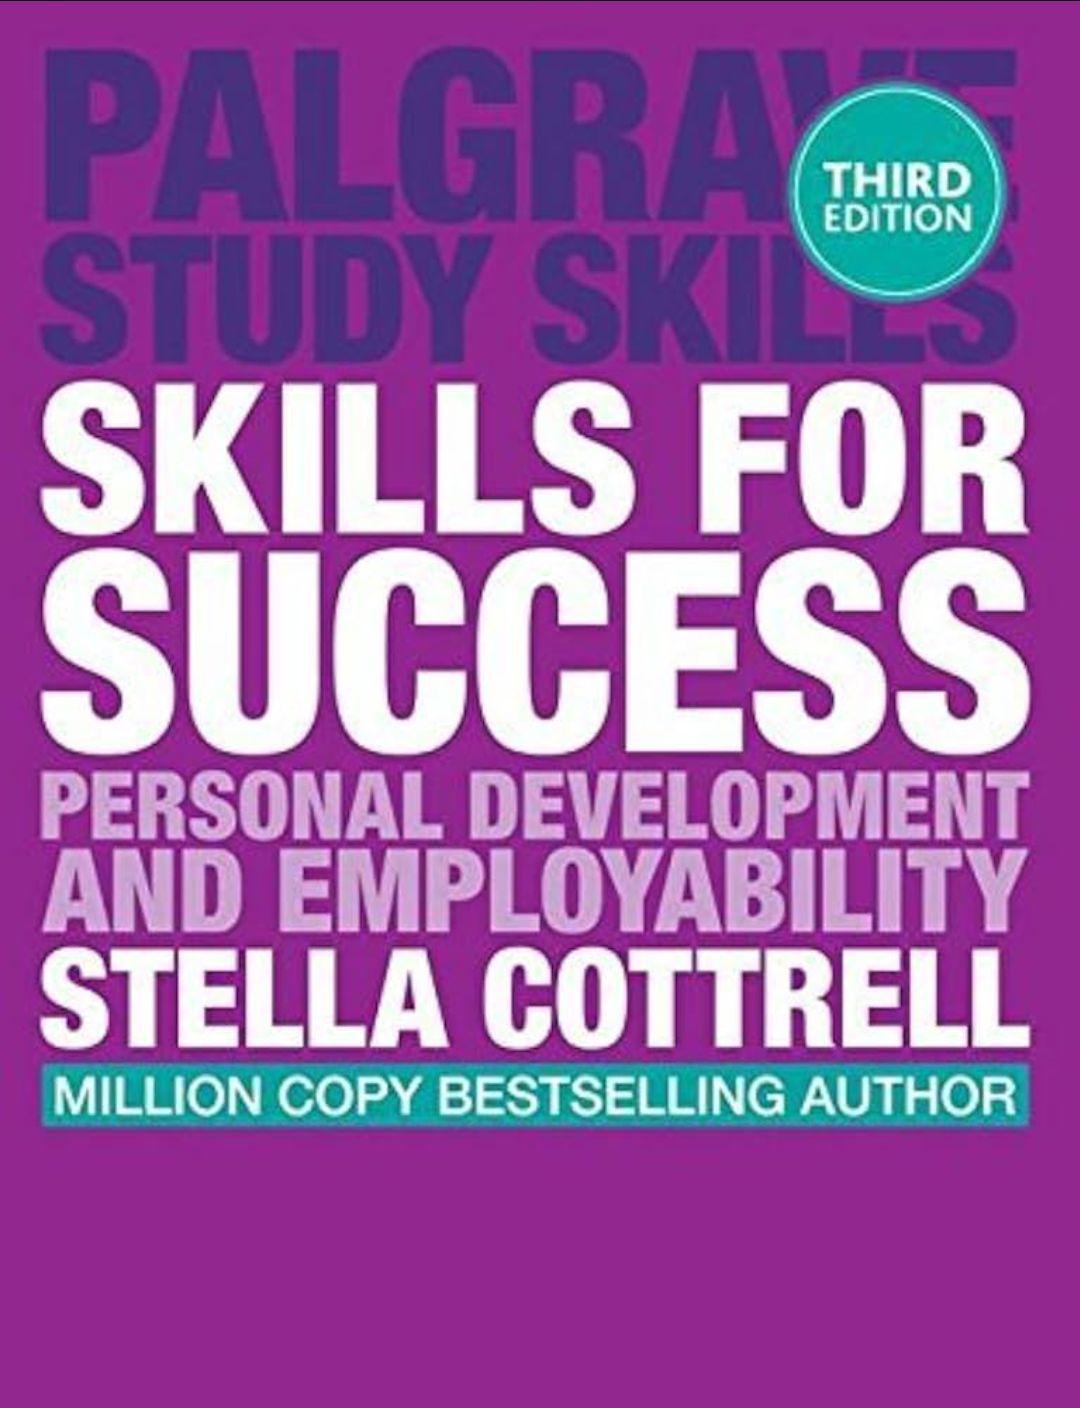 PALGRAVE
THIRD
EDITION
STUDY SKILLS
SKILLS FOR
SUCCESS
PERSONAL DEVELOPMENT
AND EMPLOYABILITY
STELLA COTTRELL
MILLION COPY BESTSELLING AUTHOR